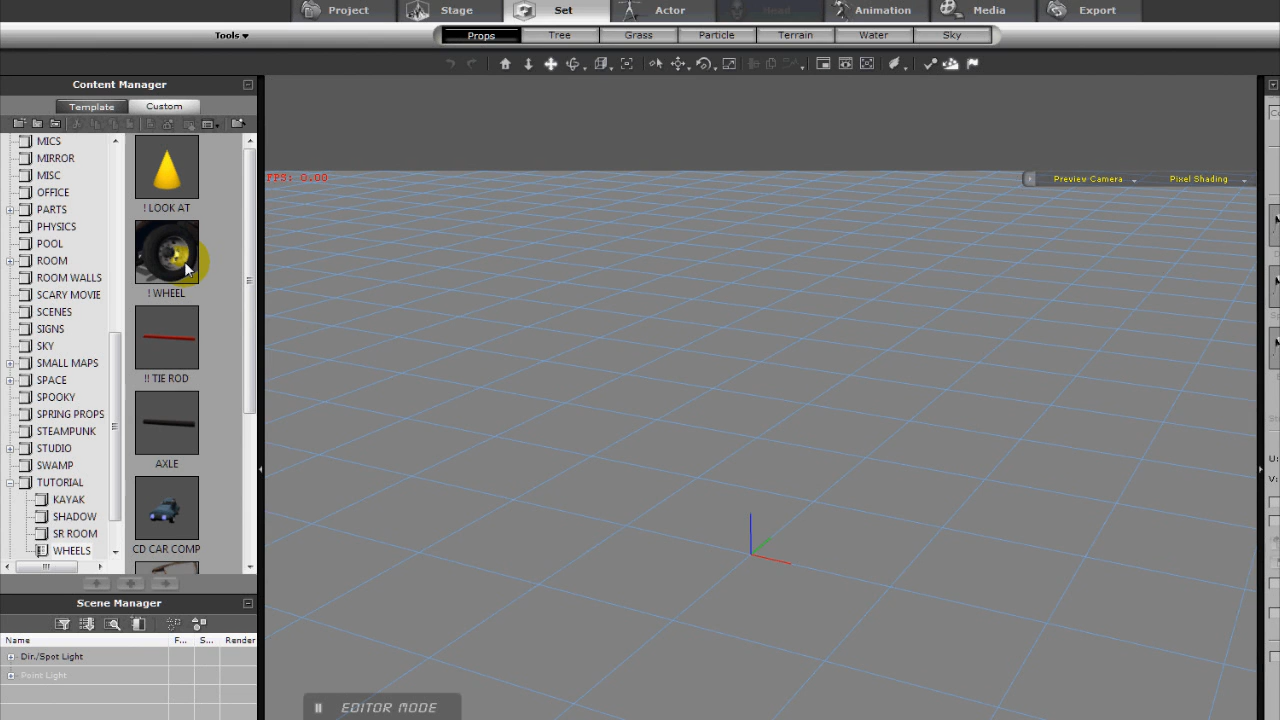 Project Stage Set Actor Head Animation Media Export
Tools Props Tree Grass Particle Terrain Water Sky
Content Manager
Template Custom
MICS
MIRROR
MISC
OFFICE
PARTS
PHYSICS
POOL
ROOM
ROOM WALLS
SCARY MOVIE
SCENES
SIGNS
SKY
SMALL MAPS
SPACE
SPOOKY
SPRING PROPS
STEAMPUNK
STUDIO
SWAMP
TUTORIAL
KAYAK
SHADOW
SR ROOM
WHEELS
! LOOK AT
! WHEEL
!! TIE ROD
AXLE
CD CAR COMP
FPS: 0.00
Preview Camera Pixel Shading
Scene Manager
Name F... S... Render
Dir./Spot Light
Point Light
EDITOR MODE
U:
V: